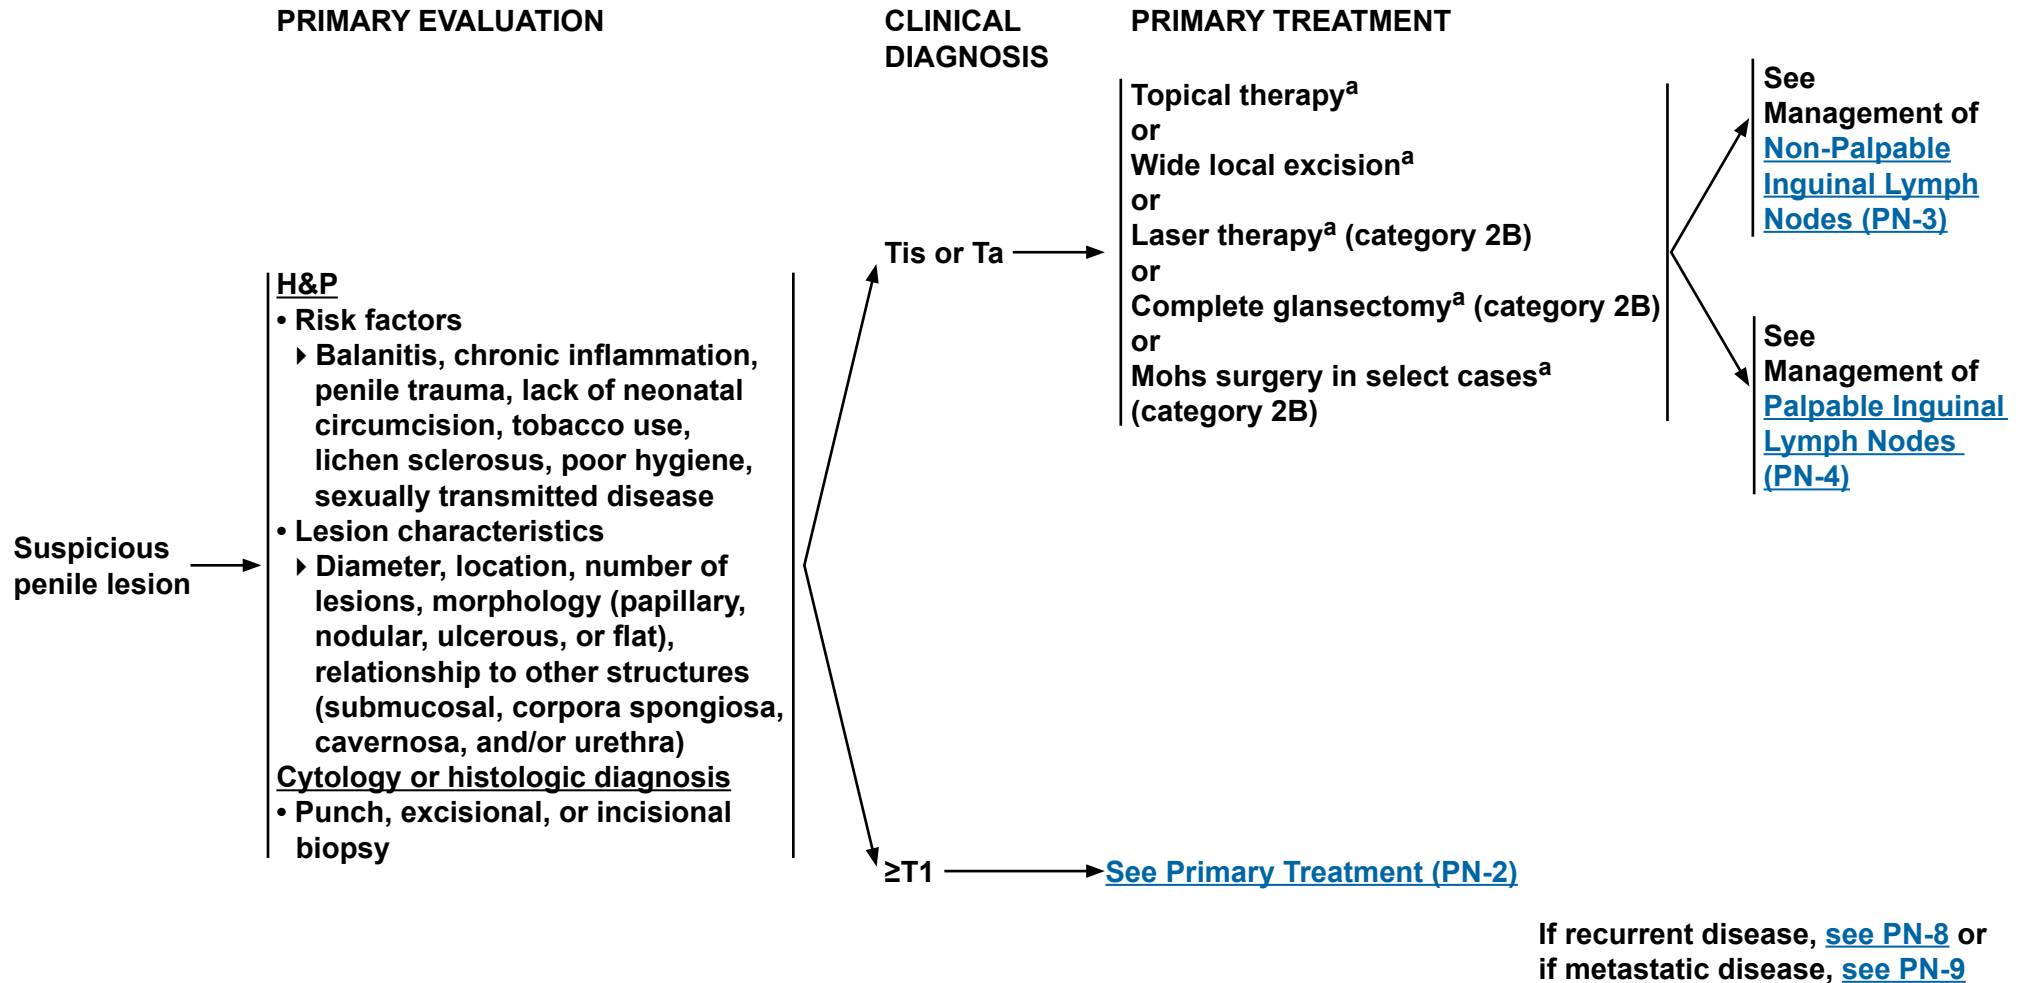 PRIMARY EVALUATION
CLINICAL
DIAGNOSIS
PRIMARY TREATMENT
Suspicious
penile lesion
H&P
• Risk factors
Balanitis, chronic inflammation,
penile trauma, lack of neonatal
circumcision, tobacco use,
lichen sclerosus, poor hygiene,
sexually transmitted disease
• Lesion characteristics
Diameter, location, number of
lesions, morphology (papillary,
nodular, ulcerous, or flat),
relationship to other structures
(submucosal, corpora spongiosa,
cavernosa, and/or urethra)
Cytology or histologic diagnosis
• Punch, excisional, or incisional
biopsy
Tis or Ta
Topical therapyᵃ
or
Wide local excisionᵃ
or
Laser therapyᵃ (category 2B)
or
Complete glansectomyᵃ (category 2B)
or
Mohs surgery in select casesᵃ
(category 2B)
See
Management of
Non-Palpable
Inguinal Lymph
Nodes (PN-3)
See
Management of
Palpable Inguinal
Lymph Nodes
(PN-4)
≥T1
See Primary Treatment (PN-2)
If recurrent disease, see PN-8 or
if metastatic disease, see PN-9